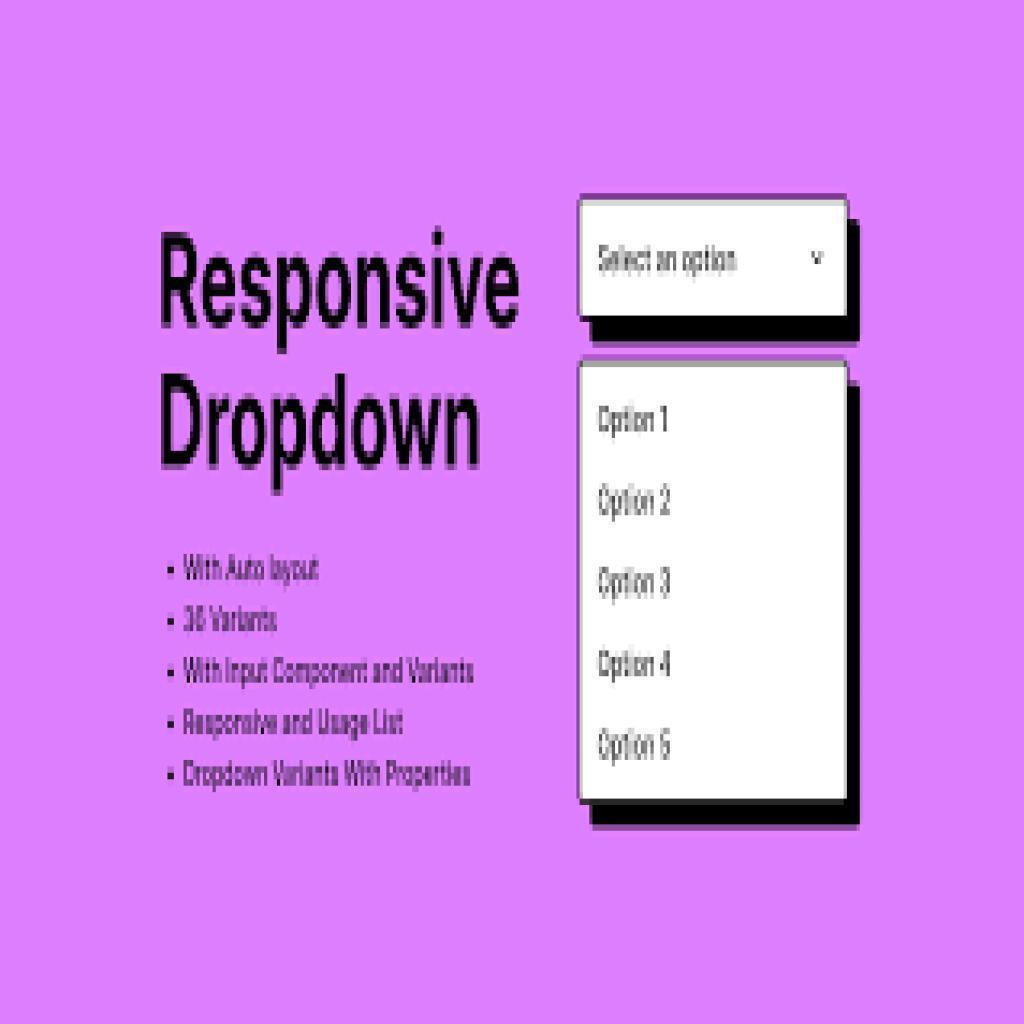 Responsive
Dropdown
• With Auto layout
• 36 Variants
• With Input Component and Variants
• Responsive and Usage List
• Dropdown Variants With Properties
Select an option
Option 1
Option 2
Option 3
Option 4
Option 5